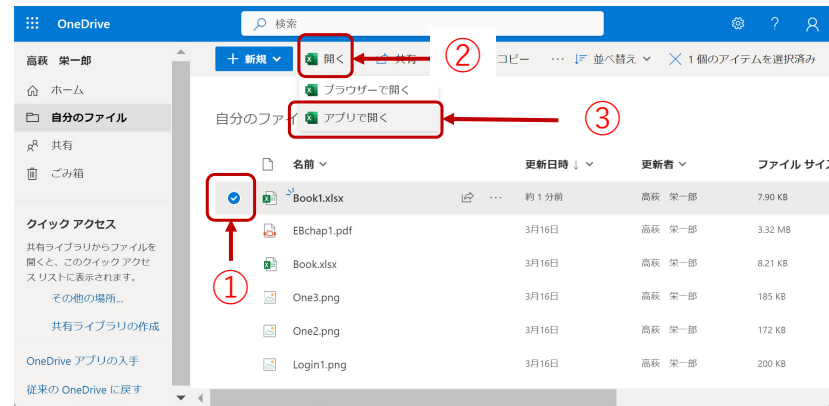 OneDrive
検索
?
高萩 栄一郎
ホーム
自分のファイル
共有
ごみ箱
クイック アクセス
共有ライブラリからファイルを
開くと、このクイック アクセ
ス リストに表示されます。
その他の場所...
共有ライブラリの作成
OneDrive アプリの入手
従来の OneDrive に戻す
+ 新規
開く
共有
②
コピー
… 並べ替え
× 1 個のアイテムを選択済み
ブラウザーで開く
アプリで開く
③
自分のファイ
名前 更新日時 ↓ 更新者 ファイル サイズ
Book1.xlsx … 約 1 分前 高萩 栄一郎 7.90 KB
EBchap1.pdf 3月16日 高萩 栄一郎 3.32 MB
Book.xlsx 3月16日 高萩 栄一郎 8.21 KB
One3.png 3月16日 高萩 栄一郎 185 KB
One2.png 3月16日 高萩 栄一郎 172 KB
Login1.png 3月16日 高萩 栄一郎 200 KB
①